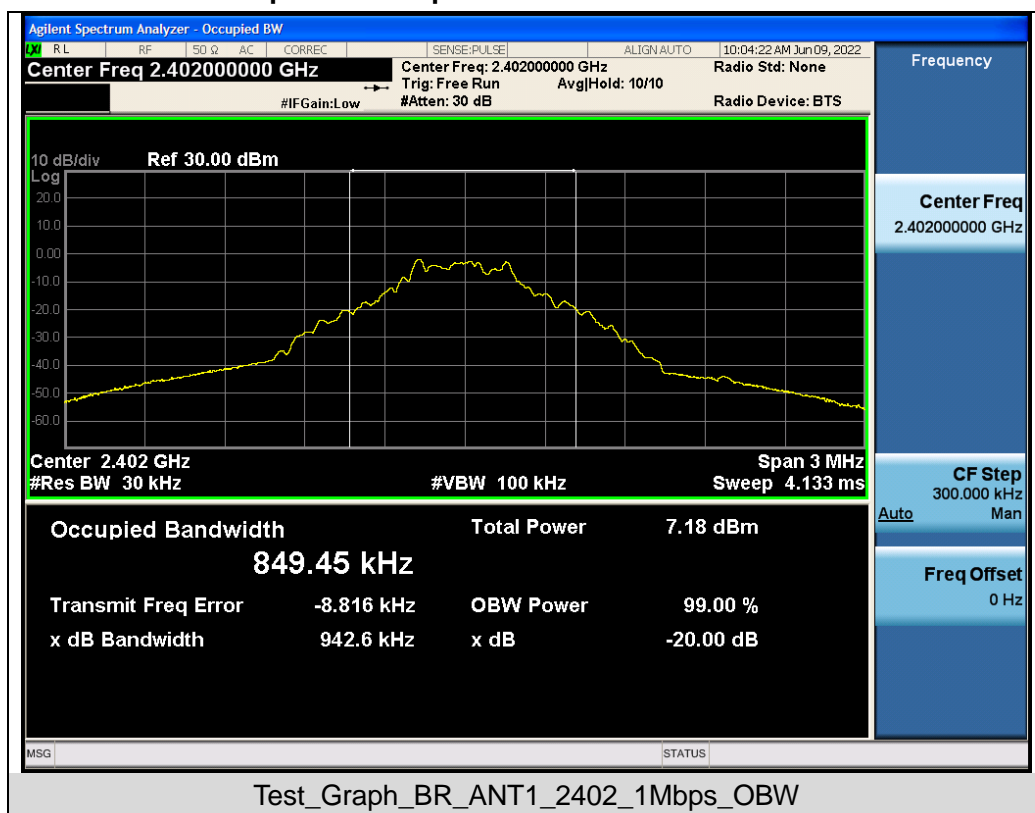 Agilent Spectrum Analyzer - Occupied BW
LXI RL RF 50 Ω AC CORREC SENSE:PULSE ALIGN AUTO 10:04:22 AM Jun 09, 2022
Center Freq 2.402000000 GHz
Center Freq: 2.402000000 GHz
Radio Std: None
Trig: Free Run Avg|Hold: 10/10
#IFGain:Low
#Atten: 30 dB
Radio Device: BTS
Frequency
10 dB/div Ref 30.00 dBm
Log
20.0
10.0
0.00
-10.0
-20.0
-30.0
-40.0
-50.0
-60.0
Center 2.402 GHz Span 3 MHz
#Res BW 30 kHz #VBW 100 kHz Sweep 4.133 ms
Center Freq
2.402000000 GHz
CF Step
300.000 kHz
Auto Man
Freq Offset
0 Hz
Occupied Bandwidth Total Power 7.18 dBm
849.45 kHz
Transmit Freq Error -8.816 kHz OBW Power 99.00 %
x dB Bandwidth 942.6 kHz x dB -20.00 dB
MSG STATUS
Test_Graph_BR_ANT1_2402_1Mbps_OBW